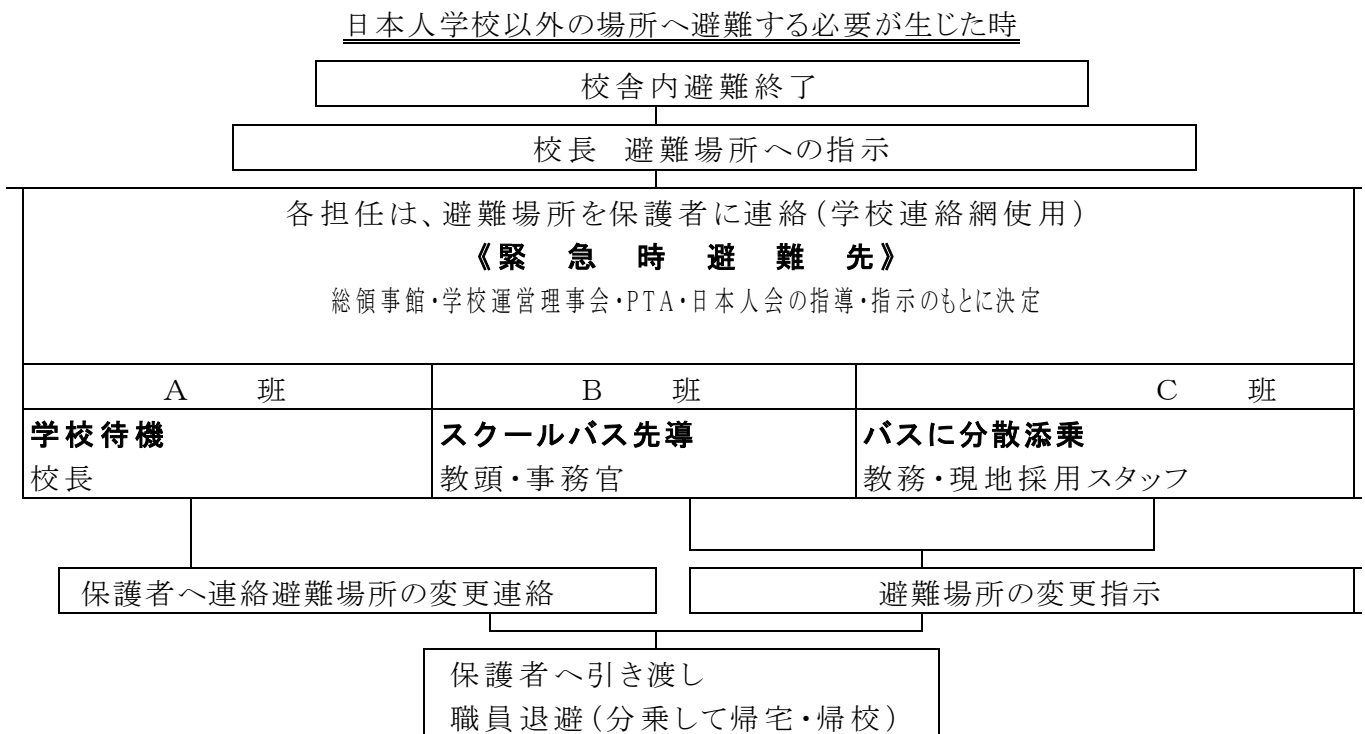 日本人学校以外の場所へ避難する必要が生じた時
校舎内避難終了
校長 避難場所への指示
各担任は、避難場所を保護者に連絡(学校連絡網使用)
《緊 急 時 避 難 先》
総領事館・学校運営理事会・PTA・日本人会の指導・指示のもとに決定
A 班
B 班
C 班
学校待機
校長
スクールバス先導
教頭・事務官
バスに分散添乗
教務・現地採用スタッフ
保護者へ連絡避難場所の変更連絡
避難場所の変更指示
保護者へ引き渡し
職員退避(分乗して帰宅・帰校)